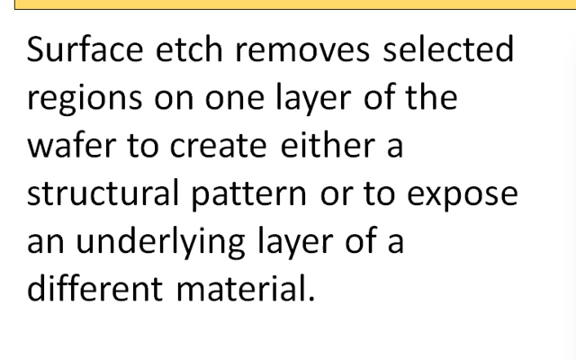 Surface etch removes selected
regions on one layer of the
wafer to create either a
structural pattern or to expose
an underlying layer of a
different material.